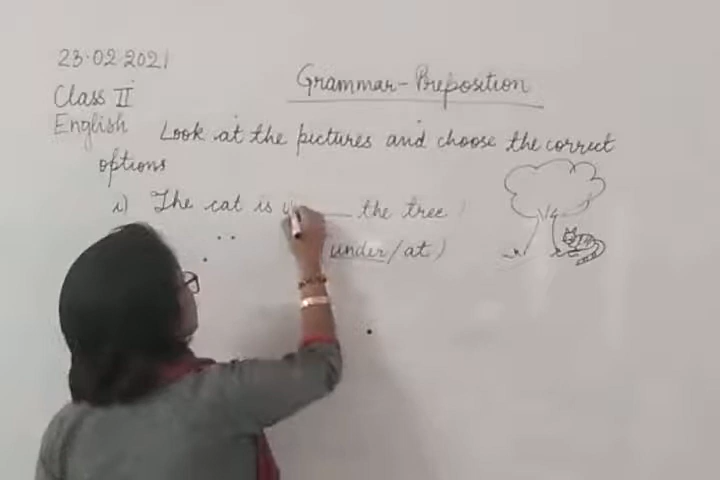 23.02.2021
Grammar-Preposition
Class II
English Look at the pictures and choose the correct
options
i) The cat is u___ the tree
under/at)